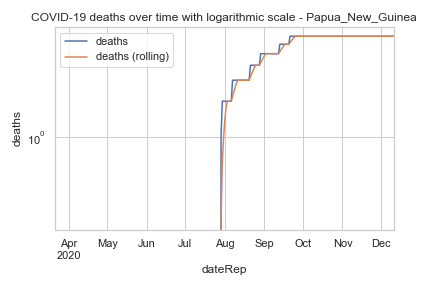 COVID-19 deaths over time with logarithmic scale - Papua_New_Guinea
deaths
deaths (rolling)
deaths
10⁰
Apr May Jun Jul Aug Sep Oct Nov Dec
2020
dateRep